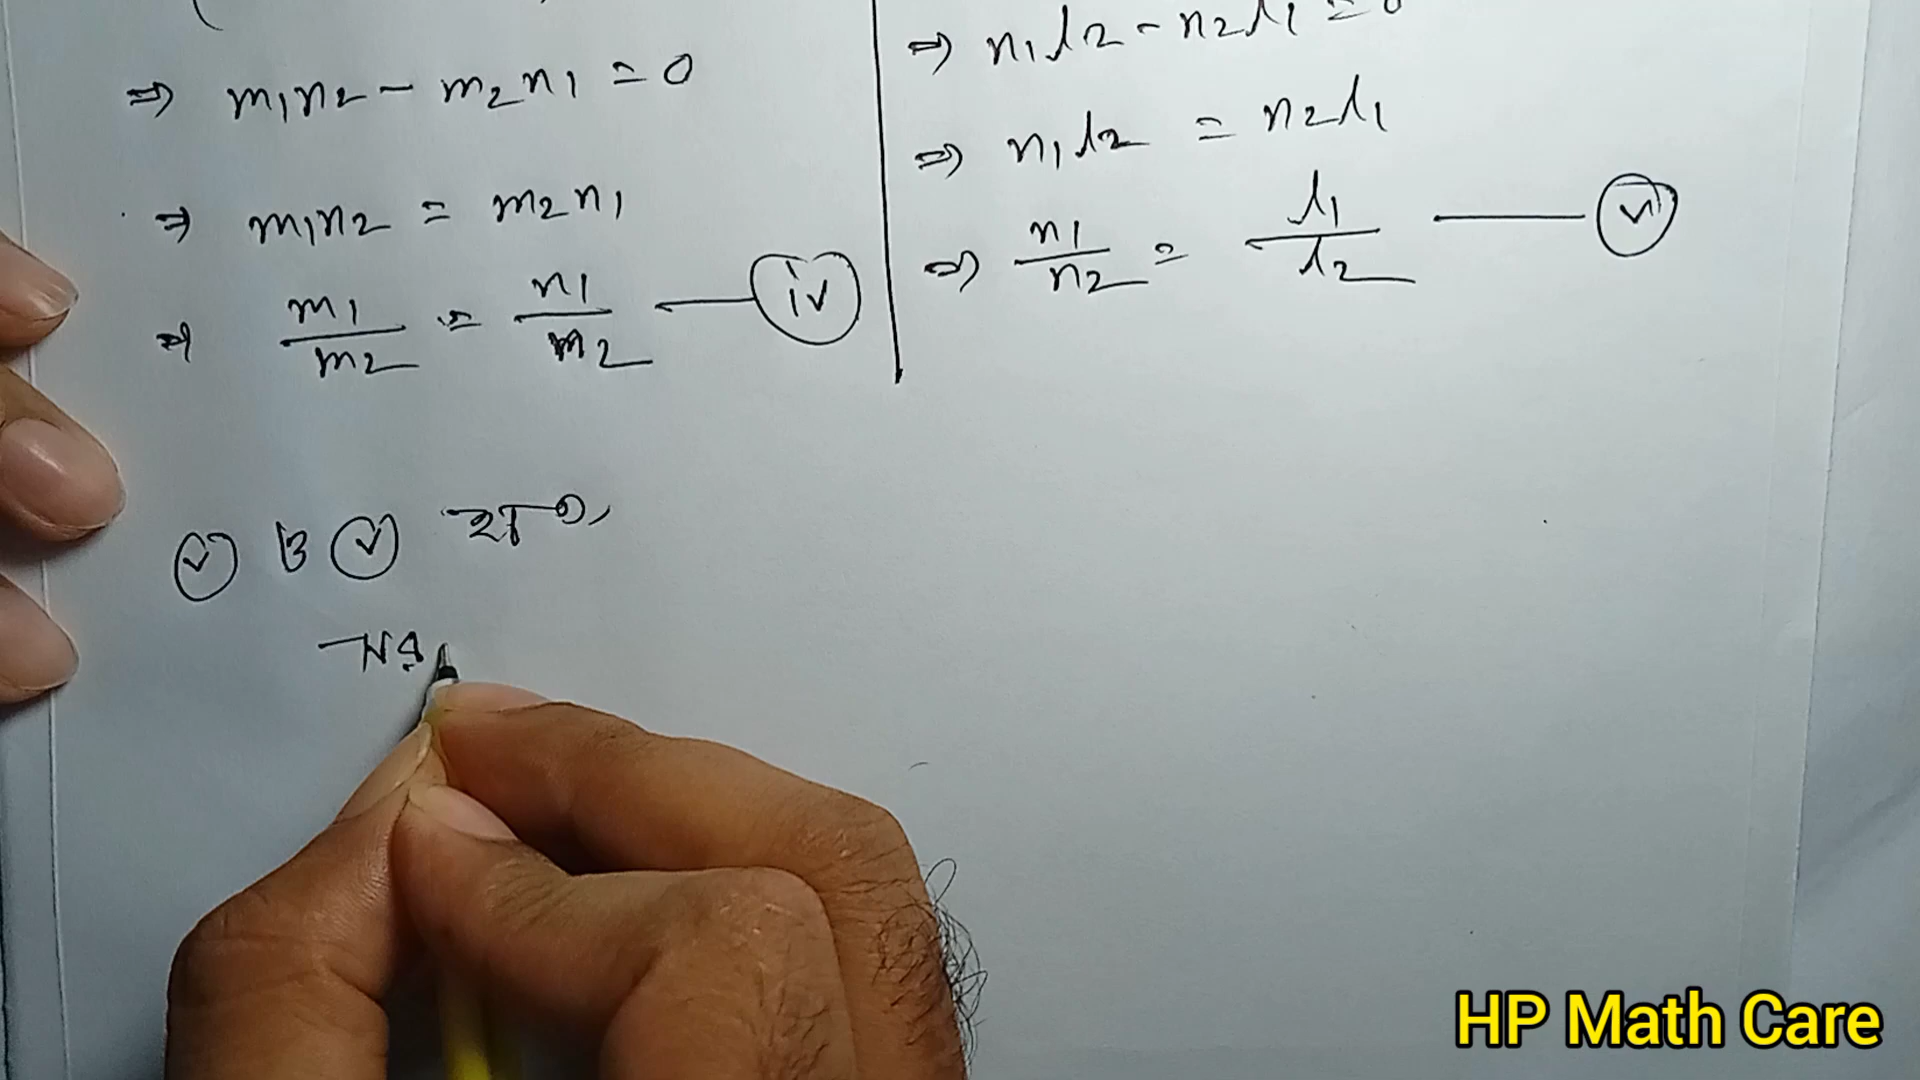 ⇒ m₁n₂ - m₂n₁ = 0
⇒ m₁n₂ = m₂n₁
⇒ m₁/m₂ = n₁/n₂ — (iv)
⇒ n₁l₂ - n₂l₁ = 0
⇒ n₁l₂ = n₂l₁
⇒ n₁/n₂ = l₁/l₂ — (v)
(v) ও (v) হতে,
HP Math Care